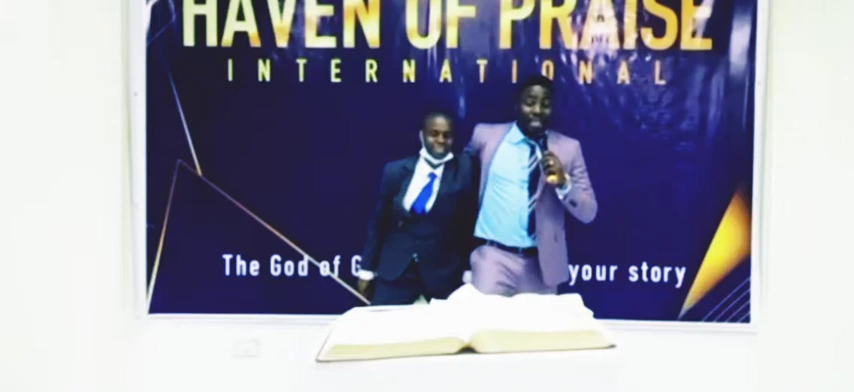 HAVEN OF PRAISE
INTERNATIONAL
The God of G your story